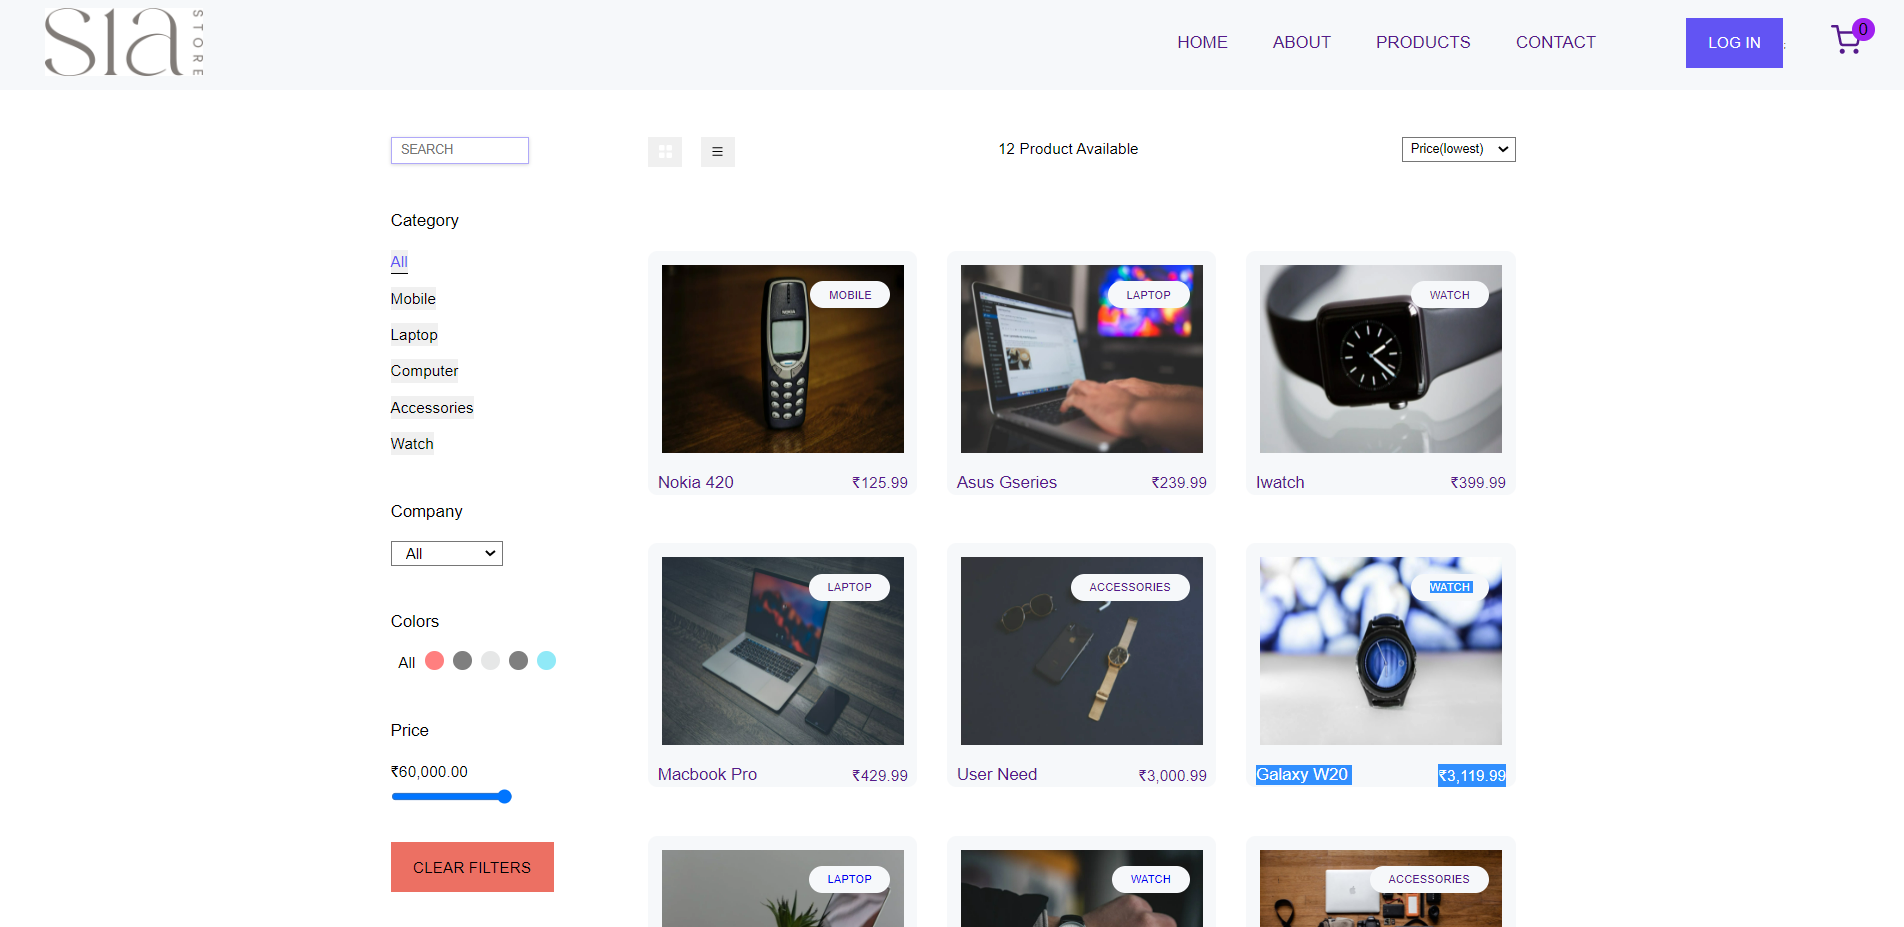 sia STORE
HOME ABOUT PRODUCTS CONTACT LOG IN : 0
SEARCH
12 Product Available
Price(lowest)
Category
All
Mobile
Laptop
Computer
Accessories
Watch
Company
All
Colors
All
Price
₹60,000.00
CLEAR FILTERS
MOBILE
NOKIA
Nokia 420 ₹125.99
LAPTOP
Asus Gseries ₹239.99
WATCH
Iwatch ₹399.99
LAPTOP
Macbook Pro ₹429.99
ACCESSORIES
User Need ₹3,000.99
WATCH
Galaxy W20 ₹3,119.99
LAPTOP
WATCH
ACCESSORIES